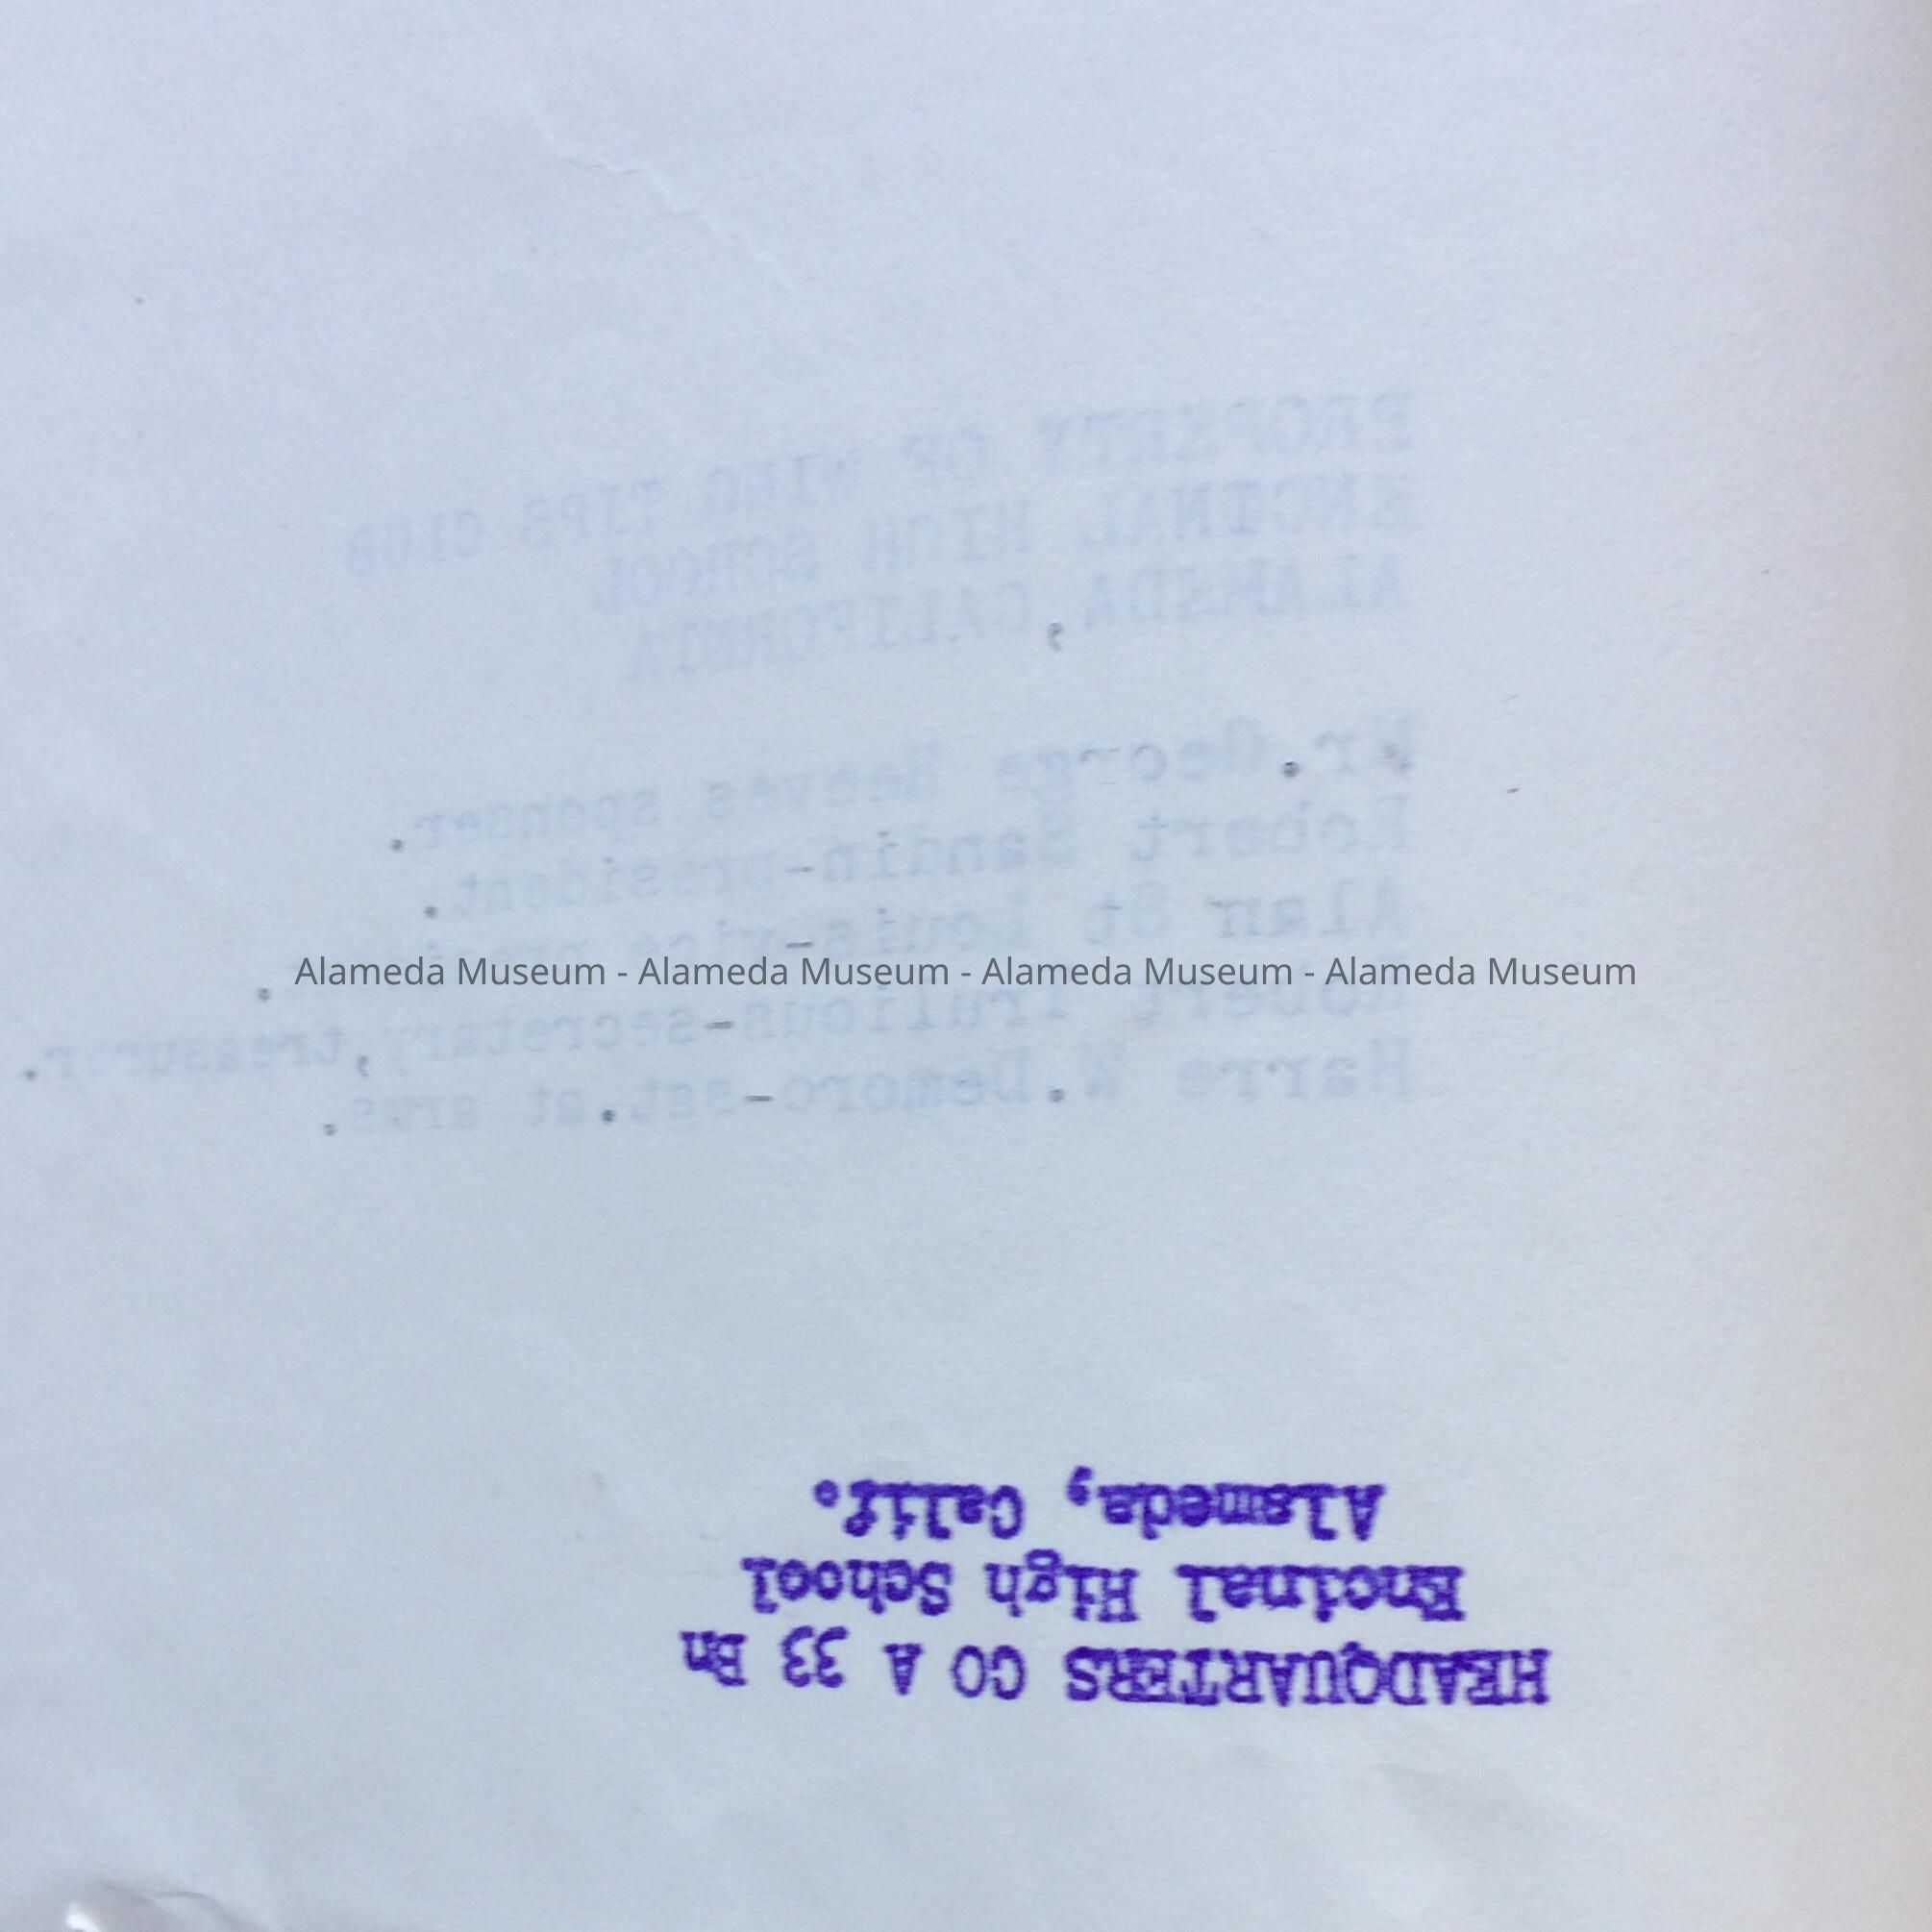 PROPERTY OF WING TIPS CLUB
ENCINAL HIGH SCHOOL
ALAMEDA, CALIFORNIA
Mr. George Reeves sponser.
Robert Sandin-president.
Alan St Louis-vice
Alameda Museum - Alameda Museum - Alameda Museum - Alameda Museum
Robert -secretary, treasurer.
Harre W. Demoro-sgt. at arms.
HEADQUARTERS CO A 33 Bn
Encinal High School
Alameda, Calif.